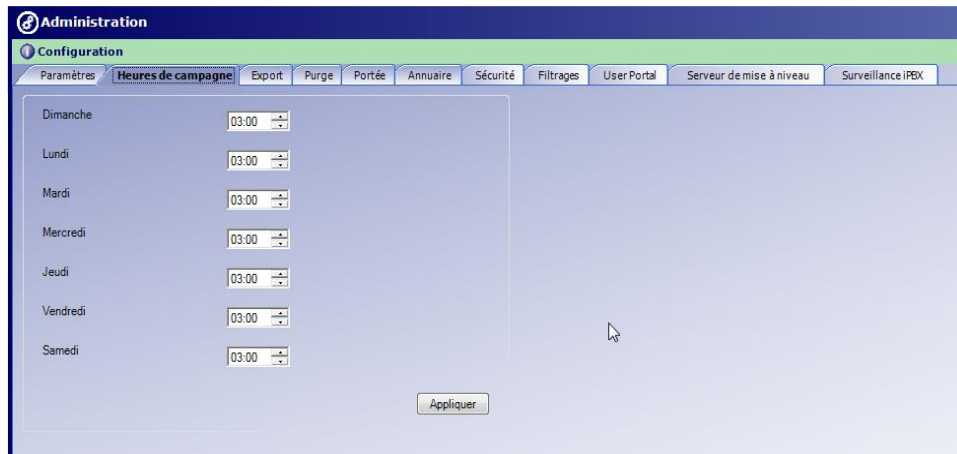 Administration
Configuration
Paramètres Heures de campagne Export Purge Portée Annuaire Sécurité Filtrages User Portal Serveur de mise à niveau Surveillance iPBX
Dimanche 03:00
Lundi 03:00
Mardi 03:00
Mercredi 03:00
Jeudi 03:00
Vendredi 03:00
Samedi 03:00
Appliquer